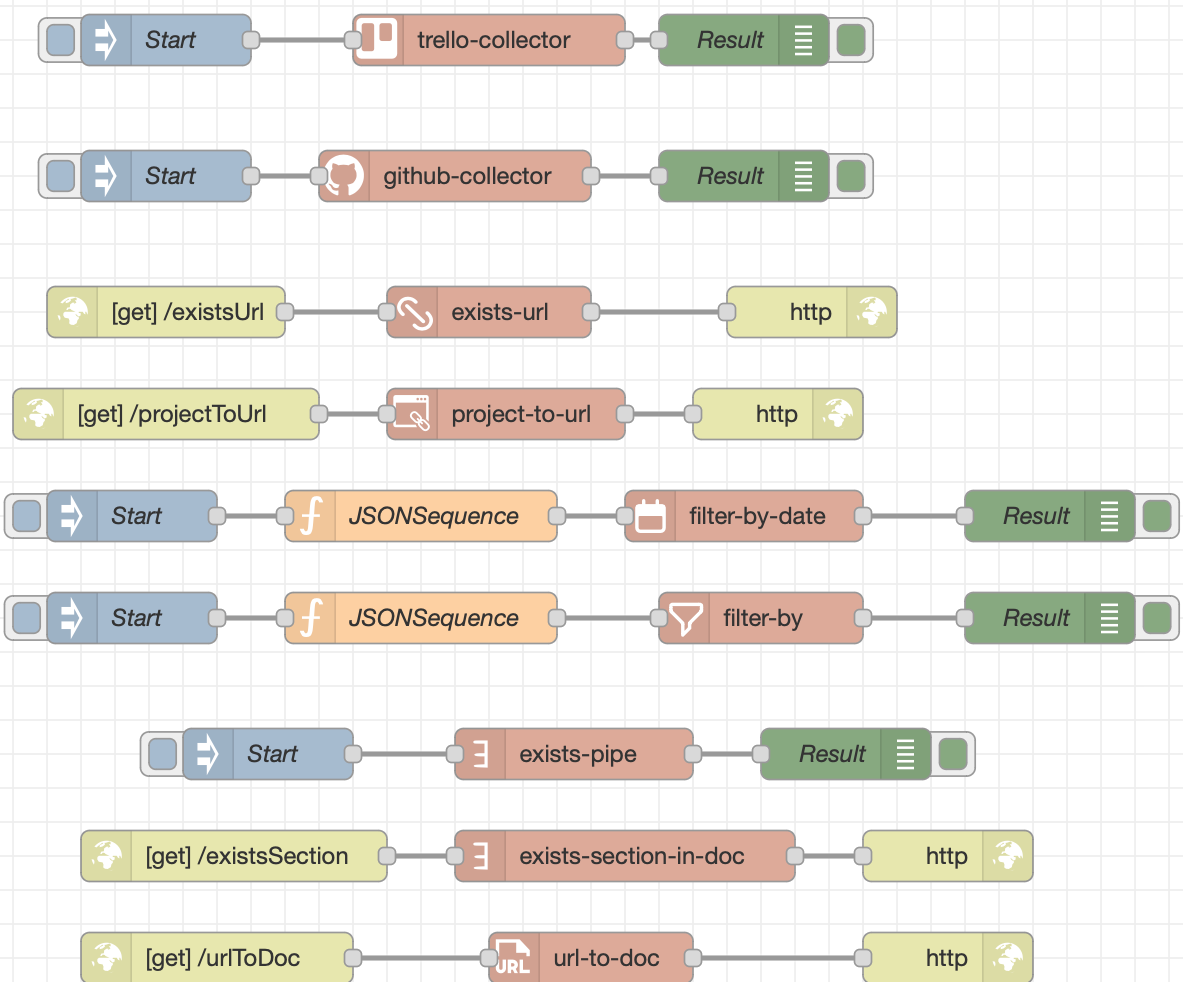 Start trello-collector Result
Start github-collector Result
[get] /existsUrl exists-url http
[get] /projectToUrl project-to-url http
Start JSONSequence filter-by-date Result
Start JSONSequence filter-by Result
Start exists-pipe Result
[get] /existsSection exists-section-in-doc http
[get] /urlToDoc URL url-to-doc http